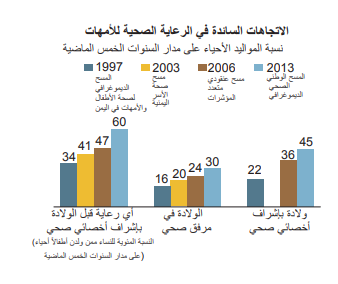 الاتجاهات السائدة في الرعاية الصحية للأمهات
نسبة المواليد الأحياء على مدار السنوات الخمس الماضية
1997 2003 2006 2013
المسح الديموغرافي لصحة الأطفال والأمهات في اليمن
مسح صحة الأسر اليمنية
مسح عنقودي متعدد المؤشرات
المسح الوطني الصحي الديموغرافي
34 41 47 60
16 20 24 30
22 36 45
أي رعاية قبل الولادة
بإشراف أخصائي صحي
(النسبة المئوية للنساء ممن ولدن أطفالاً أحياء
على مدار السنوات الخمس الماضية)
الولادة في
مرفق صحي
ولادة بإشراف
أخصائي صحي